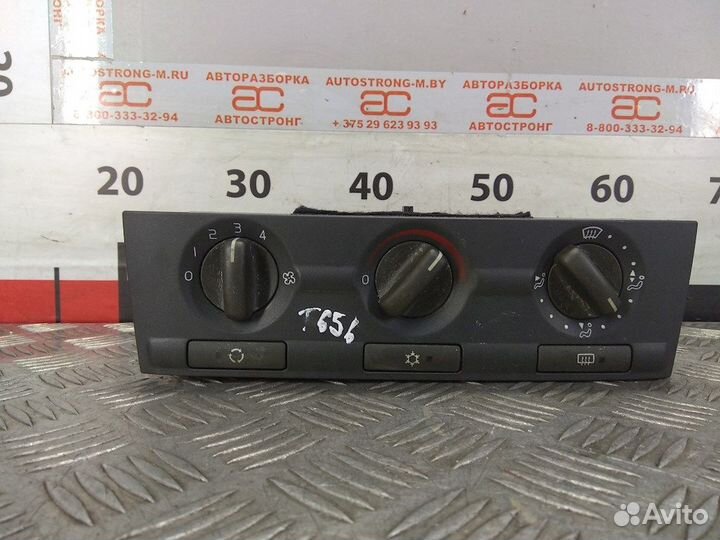 AUTOSTRONG-M.RU
8-800-333-32-94
АВТОРАЗБОРКА
ac
АВТОСТРОНГ
AUTOSTRONG-M.BY
ac
+375 29 623 93 93
АВТОРАЗБОРКА
ac
АВТОСТРОНГ
AUTOSTRONG-M.RU
ac
8-800-333-32-94
20 30 40 50 60
0 1 2 3 4
0
T656
Avito